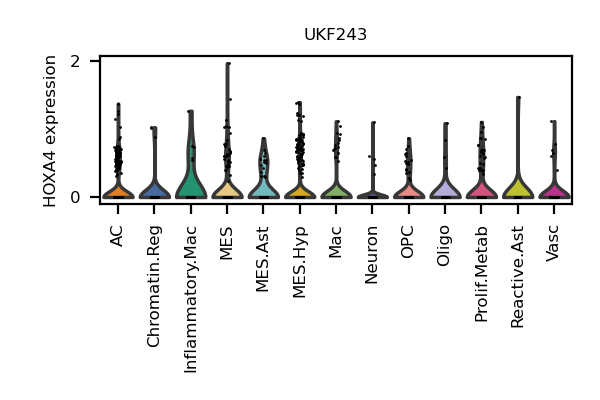 UKF243
HOXA4 expression
2
0
AC
Chromatin.Reg
Inflammatory.Mac
MES
MES.Ast
MES.Hyp
Mac
Neuron
OPC
Oligo
Prolif.Metab
Reactive.Ast
Vasc